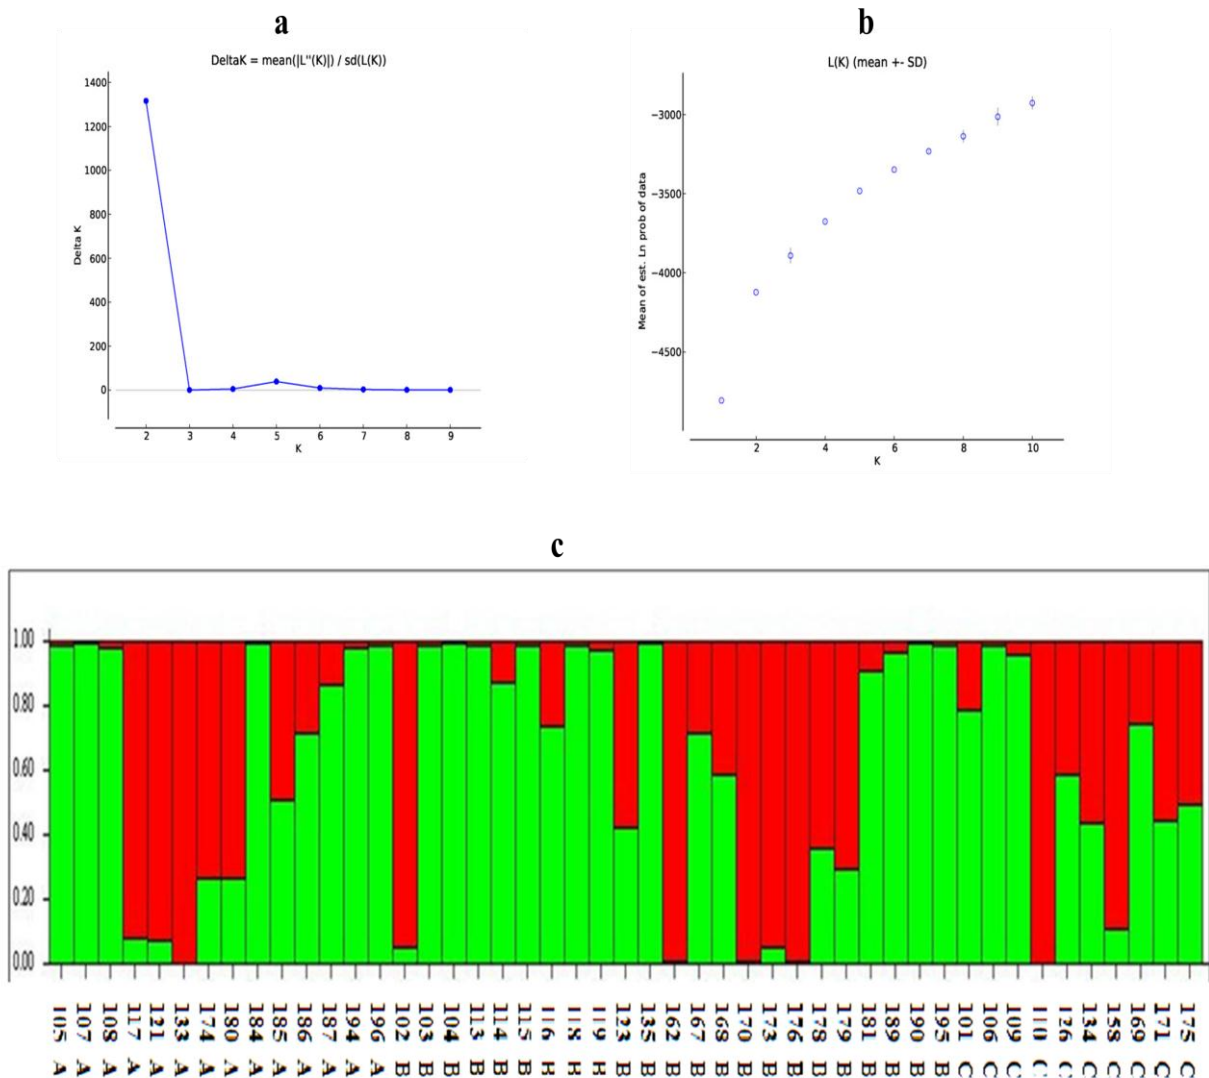 a
DeltaK = mean(|L''(K)|) / sd(L(K))
1400
1200
1000
800
600
400
200
0
Delta K
2 3 4 5 6 7 8 9
K
b
L(K) (mean +- SD)
−3000
−3500
−4000
−4500
Mean of est. Ln prob of data
2 4 6 8 10
K
c
1.00
0.80
0.60
0.40
0.20
0.00
105 A
107 A
108 A
117 A
121 A
133 A
174 A
180 A
184 A
185 A
186 A
187 A
194 A
196 A
102 B
103 B
104 B
113 B
114 B
115 B
116 B
118 B
119 B
123 B
135 B
162 B
167 B
168 B
170 B
173 B
176 B
178 B
179 B
181 B
189 B
190 B
195 B
101 C
106 C
109 C
110 C
126 C
134 C
158 C
169 C
171 C
175 C